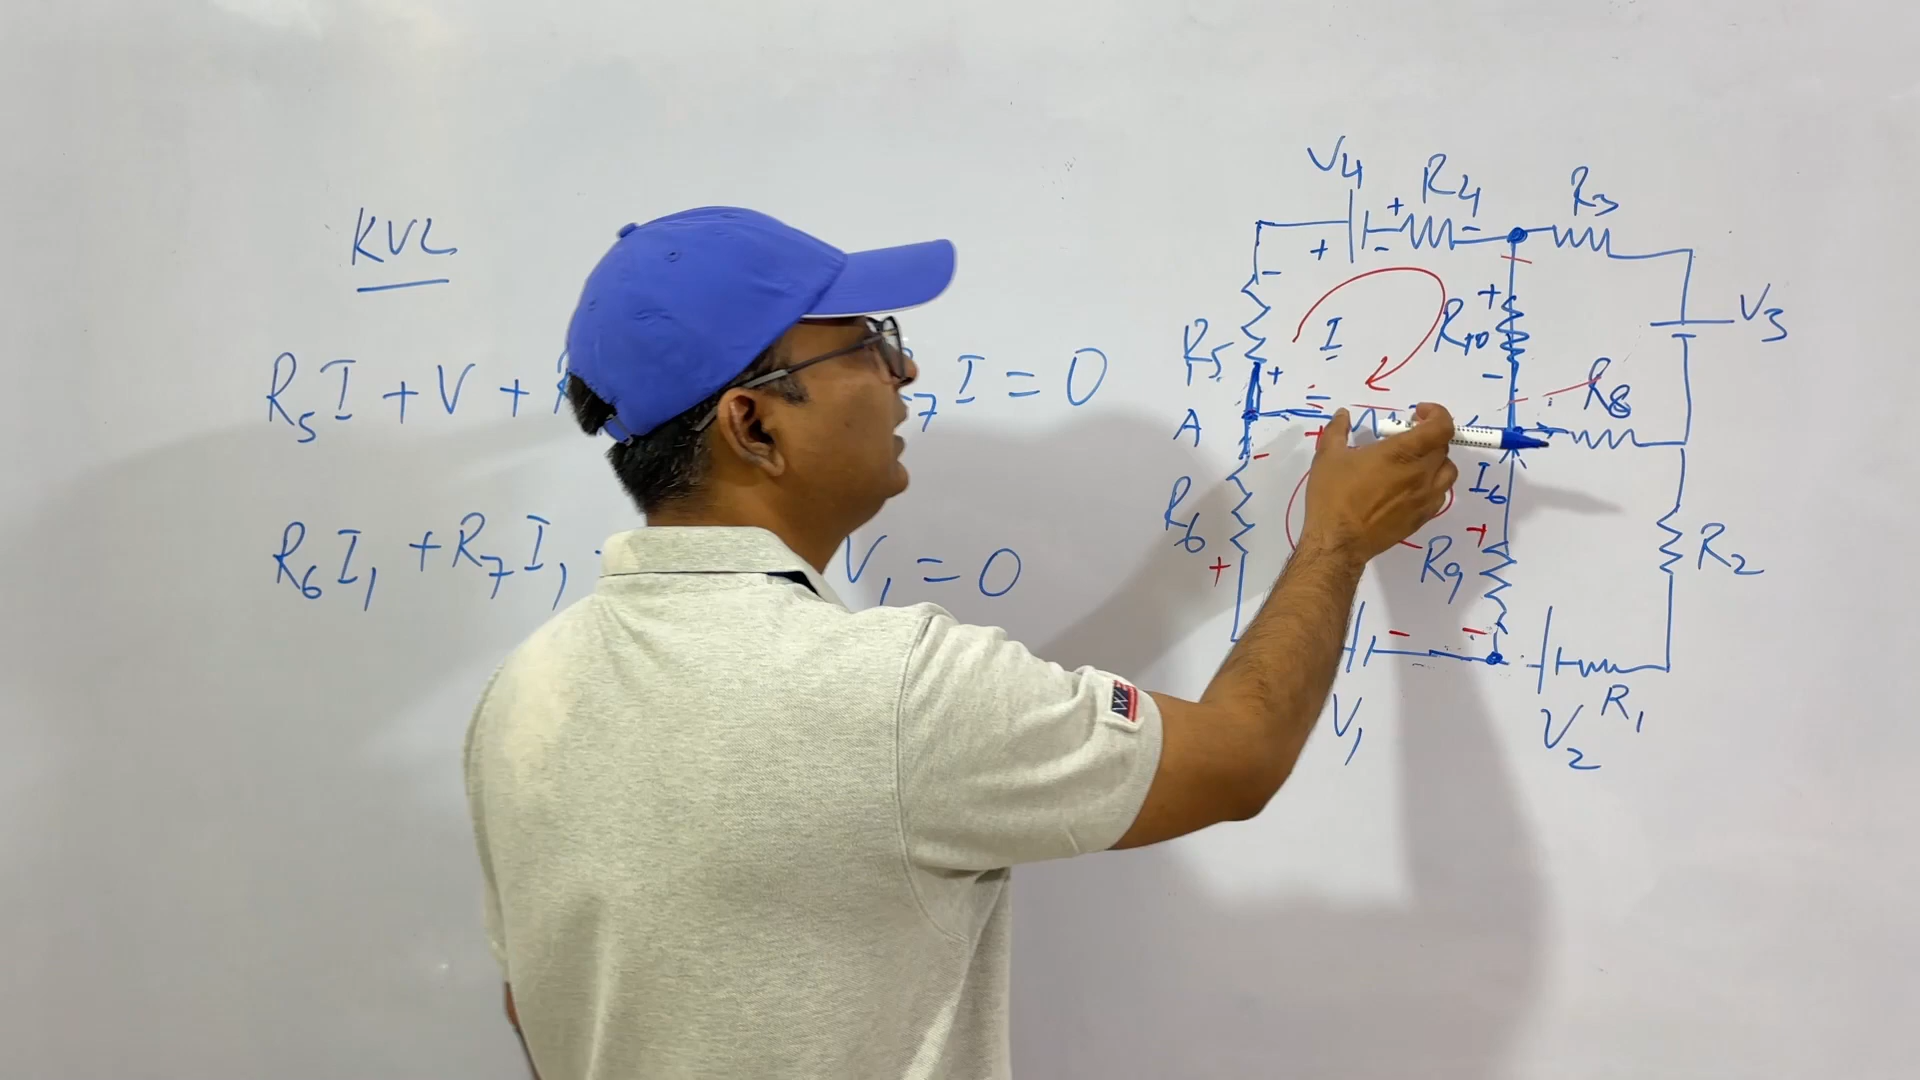 KVL
R5I + V + R7I = 0
R6I1 + R7I1 V1 = 0
V4
R4
R3
+ -
+ -
-
R5
I
R10
+
V3
+
-
A
R8
+
-
R6
I6
+
+
R9
R2
- -
V1
V2
R1